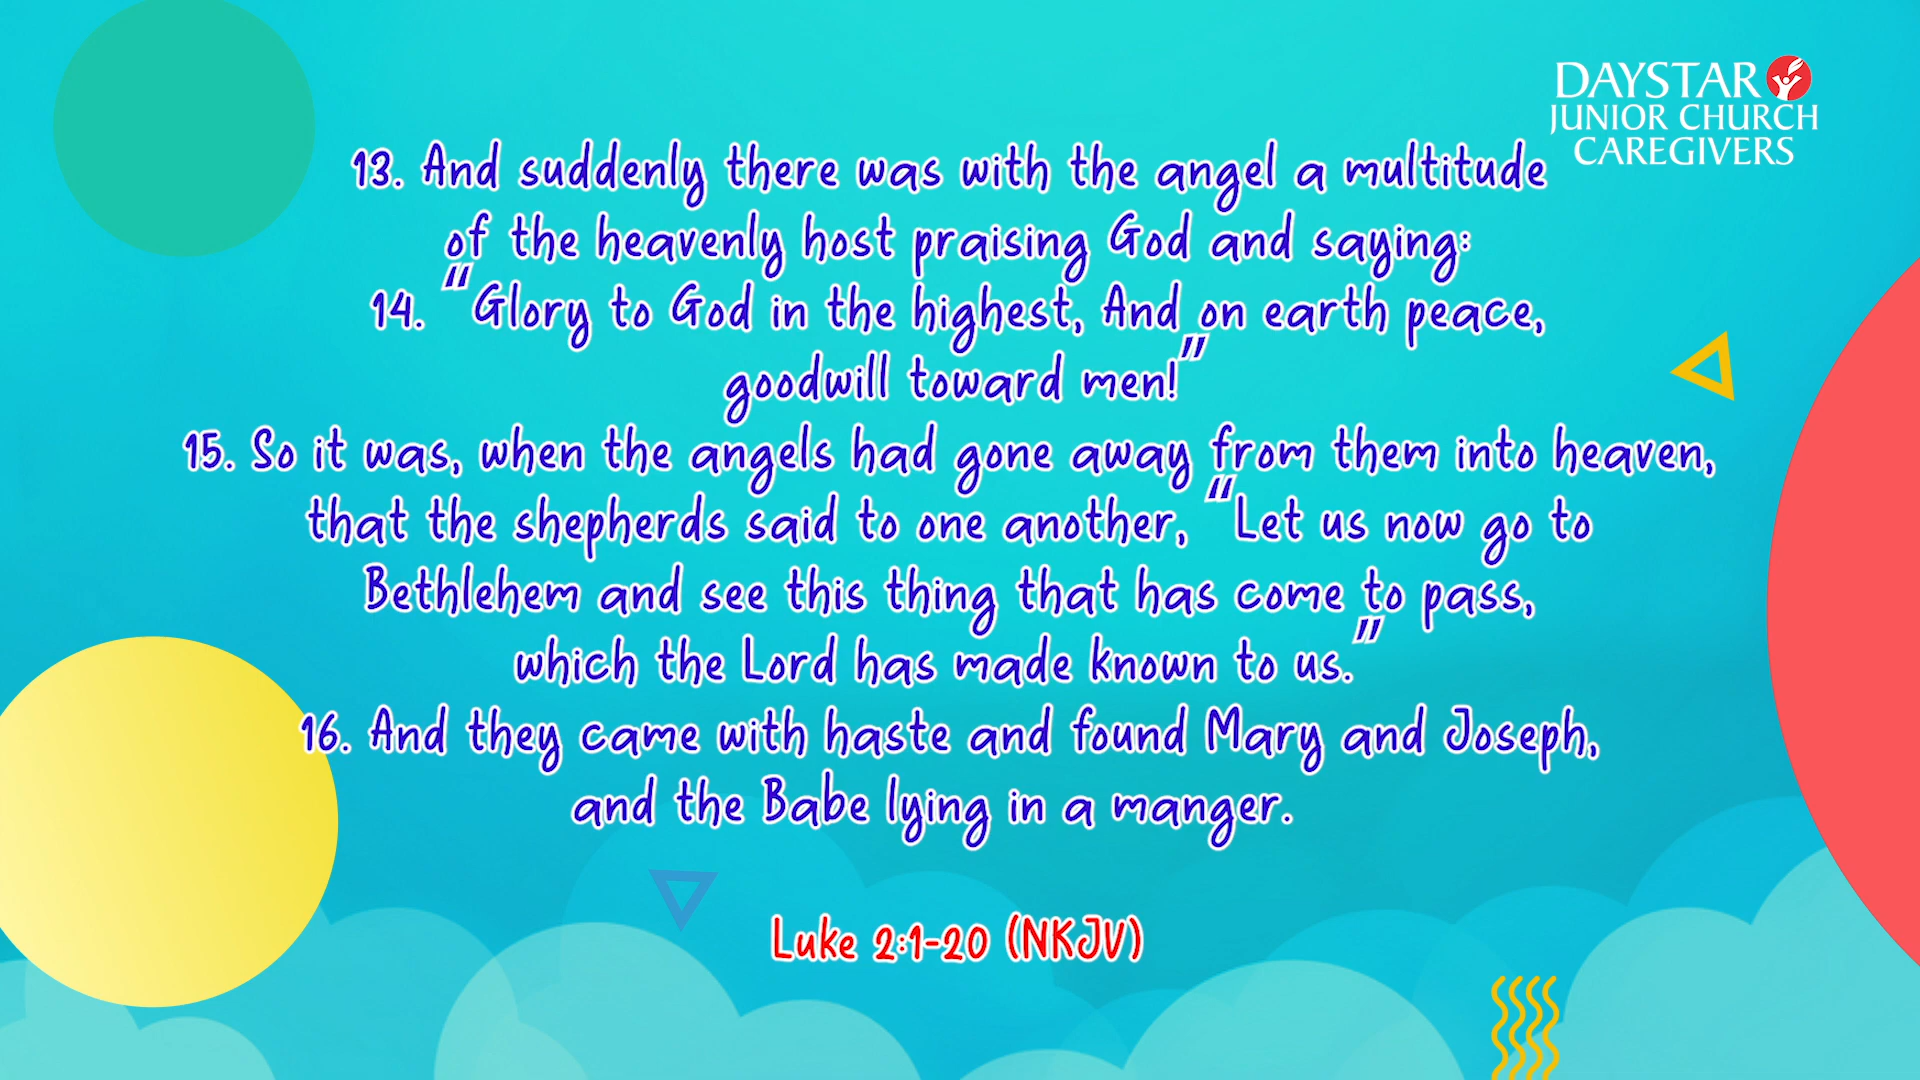 DAYSTAR
JUNIOR CHURCH
CAREGIVERS
13. And suddenly there was with the angel a multitude
of the heavenly host praising God and saying:
14. “Glory to God in the highest, And on earth peace,
goodwill toward men!”
15. So it was, when the angels had gone away from them into heaven,
that the shepherds said to one another, “Let us now go to
Bethlehem and see this thing that has come to pass,
which the Lord has made known to us.”
16. And they came with haste and found Mary and Joseph,
and the Babe lying in a manger.
Luke 2:1-20 (NKJV)